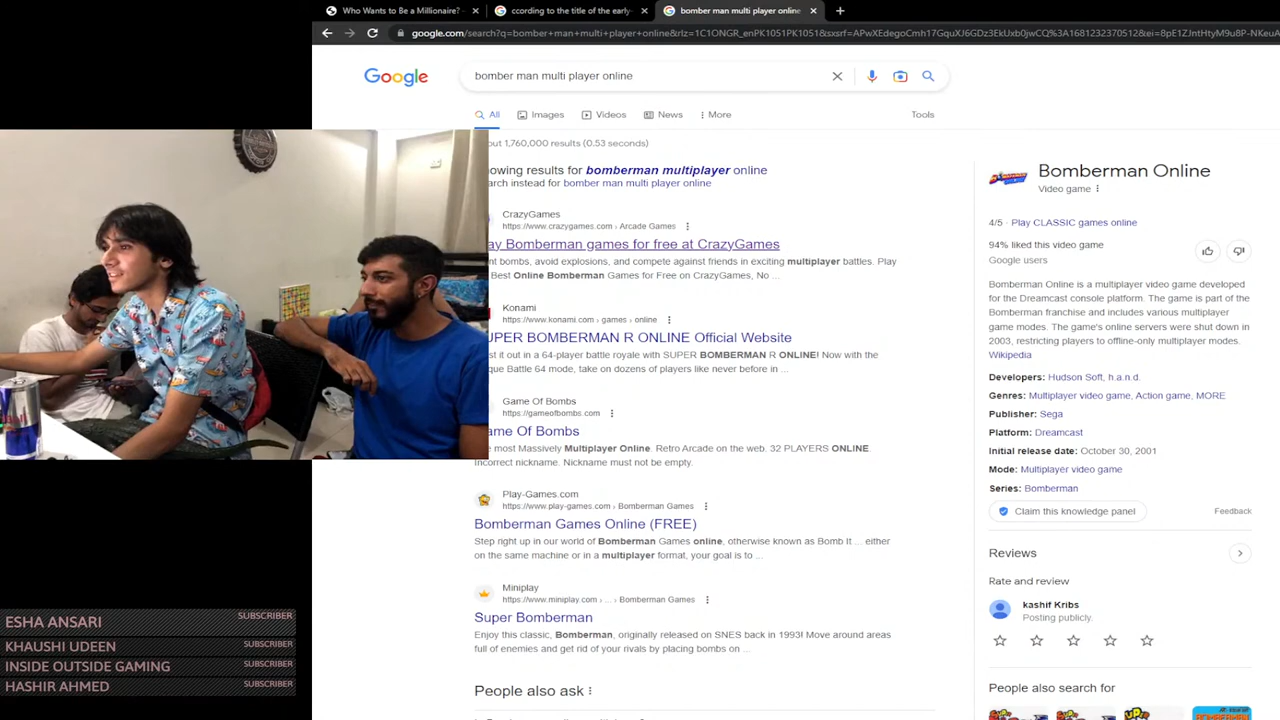 Who Wants to Be a Millionaire? -
ccording to the title of the early
bomber man multi player online
google.com/search?q=bomber+man+multi+player+online&rlz=1C1ONGR_enPK1051PK1051&sxsrf=
Google
bomber man multi player online
All
Images
Videos
News
More
Tools
out 1,760,000 results (0.53 seconds)
owing results for bomberman multiplayer online
arch instead for bomber man multi player online
CrazyGames
https://www.crazygames.com › Arcade Games
ay Bomberman games for free at CrazyGames
nt bombs, avoid explosions, and compete against friends in exciting multiplayer battles. Play
Best Online Bomberman Games for Free on CrazyGames, No ...
Konami
https://www.konami.com › games › online
UPER BOMBERMAN R ONLINE Official Website
st it out in a 64-player battle royale with SUPER BOMBERMAN R ONLINE! Now with the
que Battle 64 mode, take on dozens of players like never before in ...
Game Of Bombs
https://gameofbombs.com
ame Of Bombs
e most Massively Multiplayer Online. Retro Arcade on the web. 32 PLAYERS ONLINE.
Incorrect nickname. Nickname must not be empty.
Play-Games.com
https://www.play-games.com › Bomberman Games
Bomberman Games Online (FREE)
Step right up in our world of Bomberman Games online, otherwise known as Bomb It ... either
on the same machine or in a multiplayer format, your goal is to ...
Miniplay
https://www.miniplay.com › ... › Bomberman Games
Super Bomberman
Enjoy this classic, Bomberman, originally released on SNES back in 1993! Move around areas
full of enemies and get rid of your rivals by placing bombs on ...
People also ask
Bomberman Online
Video game
4/5 · Play CLASSIC games online
94% liked this video game
Google users
Bomberman Online is a multiplayer video game developed
for the Dreamcast console platform. The game is part of the
Bomberman franchise and includes various multiplayer
game modes. The game's online servers were shut down in
2003, restricting players to offline-only multiplayer modes.
Wikipedia
Developers: Hudson Soft, h.a.n.d.
Genres: Multiplayer video game, Action game, MORE
Publisher: Sega
Platform: Dreamcast
Initial release date: October 30, 2001
Mode: Multiplayer video game
Series: Bomberman
Claim this knowledge panel
Feedback
Reviews
Rate and review
kashif Kribs
Posting publicly.
People also search for
ESHA ANSARI SUBSCRIBER
KHAUSHI UDEEN SUBSCRIBER
INSIDE OUTSIDE GAMING SUBSCRIBER
HASHIR AHMED SUBSCRIBER